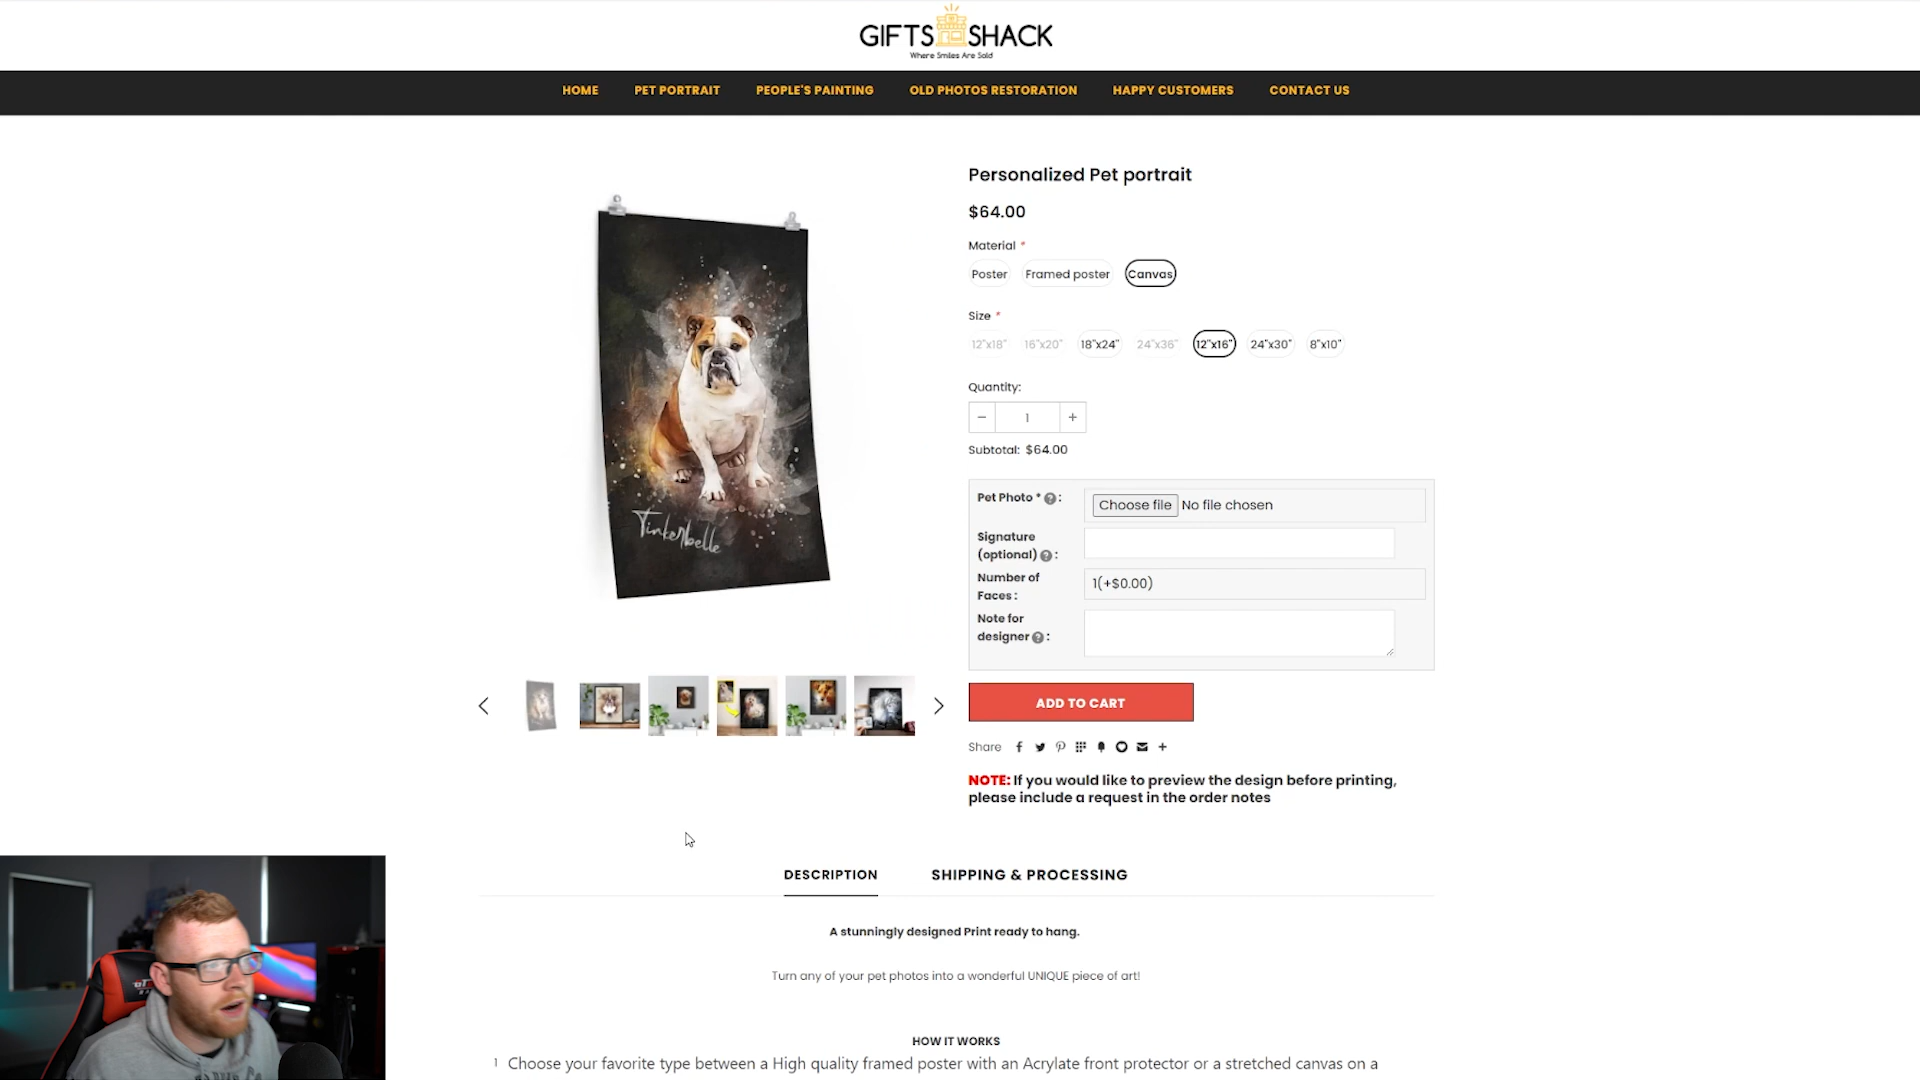 GIFTS SHACK
Where Smiles Are Sold
HOME PET PORTRAIT PEOPLE'S PAINTING OLD PHOTOS RESTORATION HAPPY CUSTOMERS CONTACT US
Personalized Pet portrait
$64.00
Material *
Poster Framed poster Canvas
Size *
12"x18" 16"x20" 18"x24" 24"x36" 12"x16" 24"x30" 8"x10"
Quantity:
− 1 +
Subtotal: $64.00
Pet Photo * ? : Choose file No file chosen
Signature
(optional) ? :
Number of
Faces : 1(+$0.00)
Note for
designer ? :
Tinkerbelle
ADD TO CART
Share
NOTE: If you would like to preview the design before printing,
please include a request in the order notes
DESCRIPTION SHIPPING & PROCESSING
A stunningly designed Print ready to hang.
Turn any of your pet photos into a wonderful UNIQUE piece of art!
HOW IT WORKS
1 Choose your favorite type between a High quality framed poster with an Acrylate front protector or a stretched canvas on a